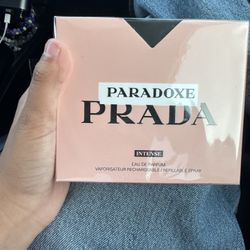 PARADOXE
PRADA
INTENSE
EAU DE PARFUM
VAPORISATEUR RECHARGEABLE / REFILLABLE SPRAY